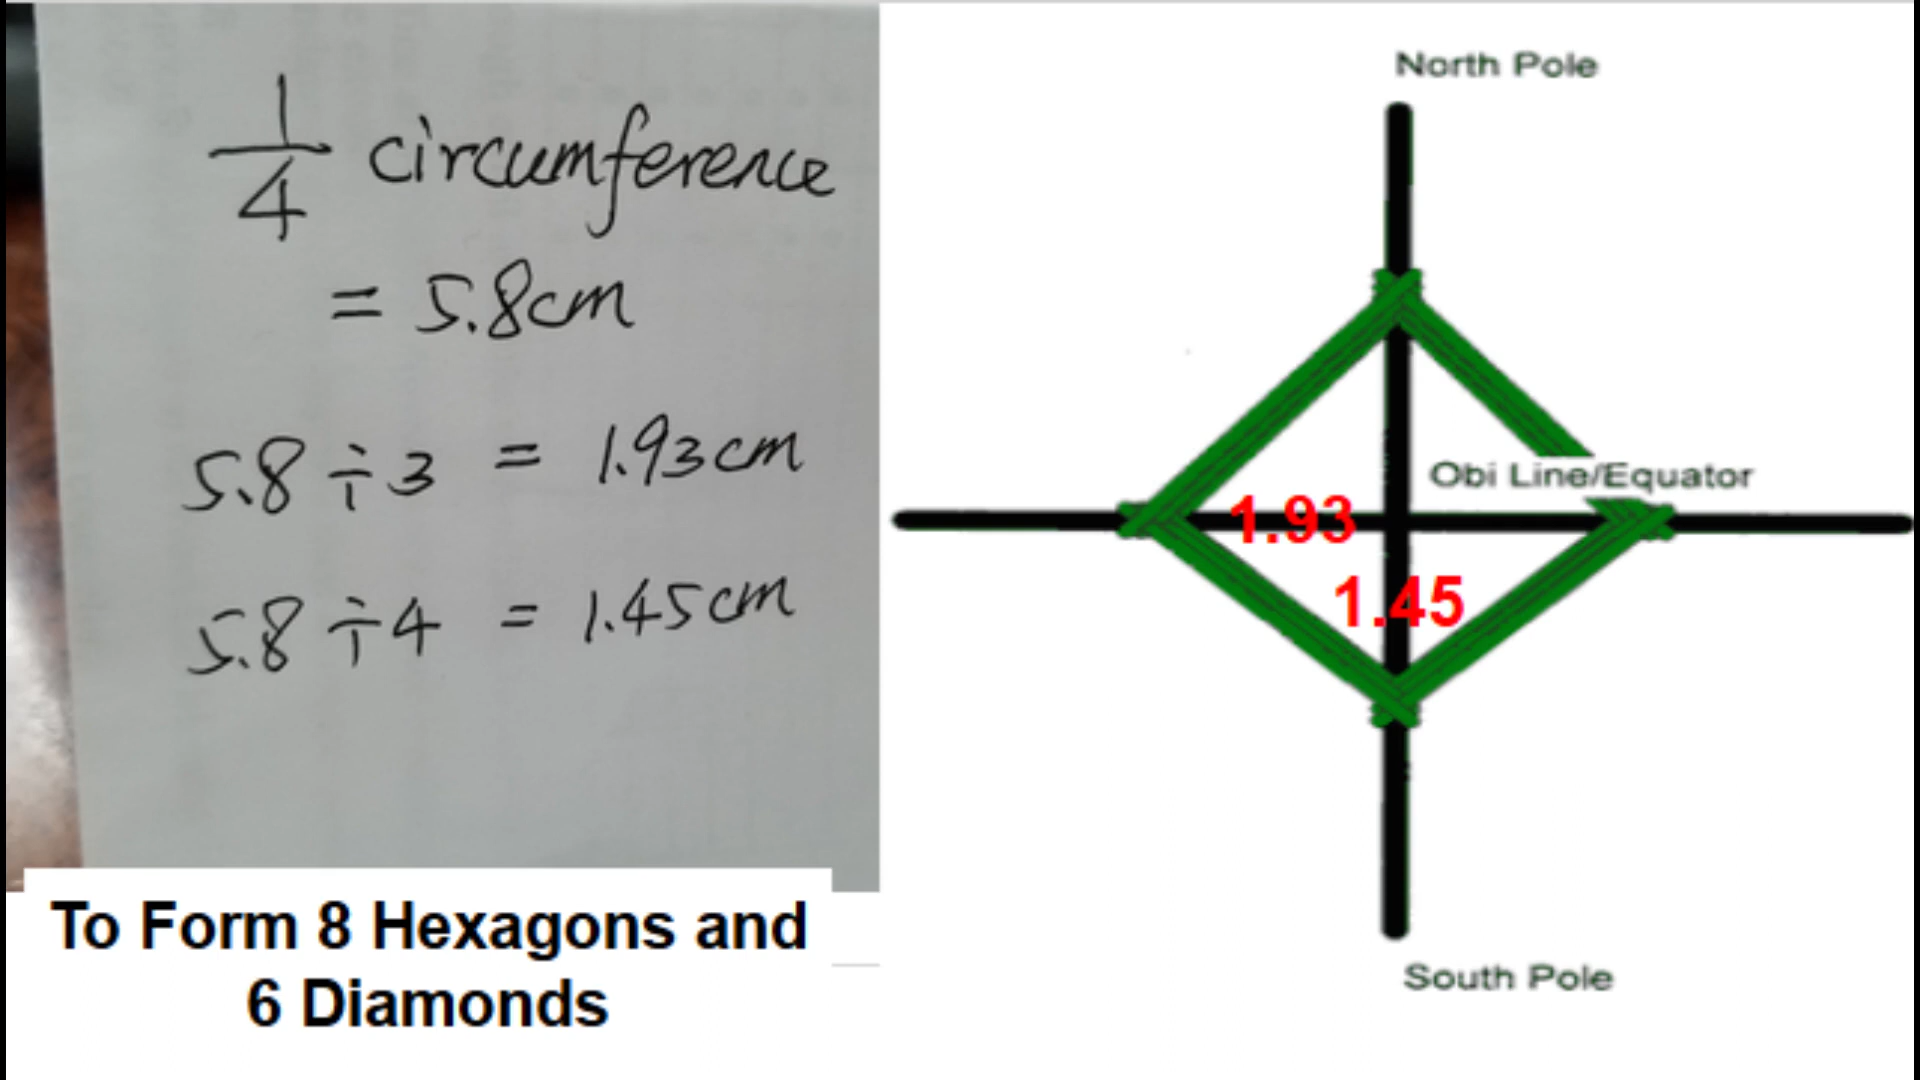 1/4 circumference
= 5.8cm
5.8 ÷ 3 = 1.93cm
5.8 ÷ 4 = 1.45cm
To Form 8 Hexagons and
6 Diamonds
North Pole
Obi Line/Equator
1.93
1.45
South Pole